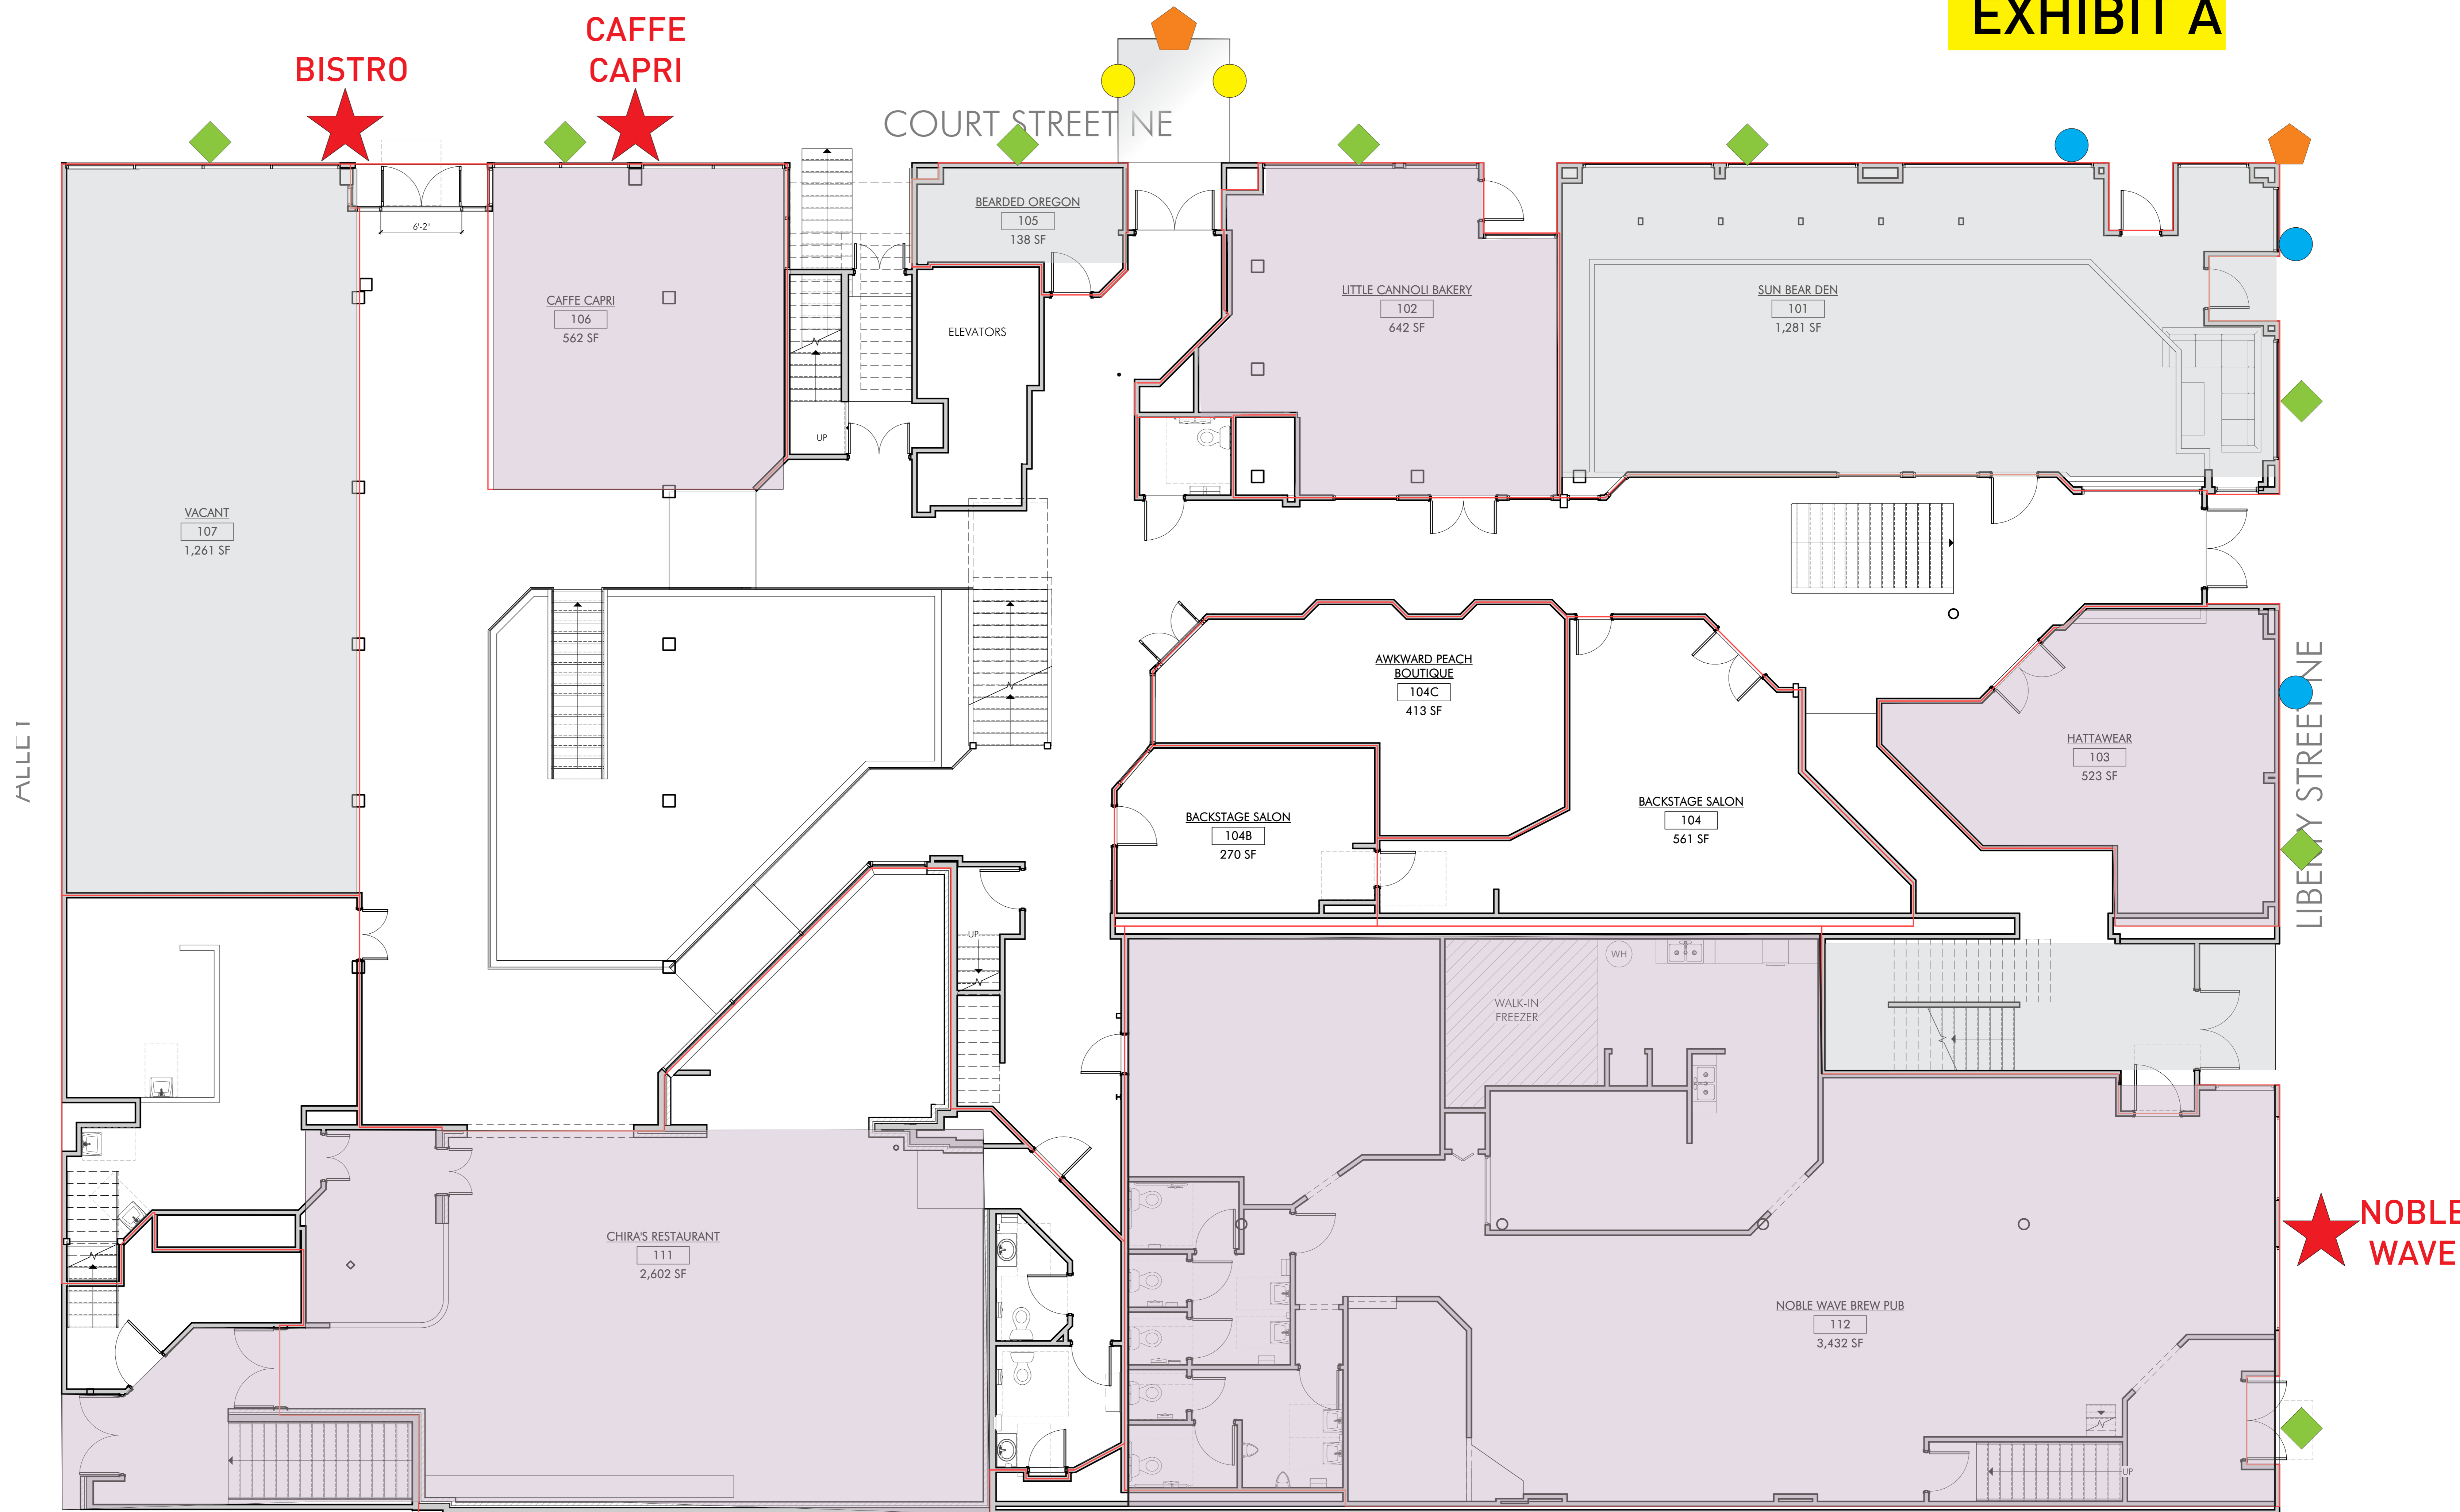 EXHIBIT A
CAFFE
CAPRI
BISTRO
COURT STREET NE
BEARDED OREGON
105
138 SF
6'-2"
CAFFE CAPRI
106
562 SF
ELEVATORS
LITTLE CANNOLI BAKERY
102
642 SF
SUN BEAR DEN
101
1,281 SF
UP
VACANT
107
1,261 SF
AWKWARD PEACH
BOUTIQUE
104C
413 SF
HATTAWEAR
103
523 SF
LIBERTY STREET NE
ALLEY
BACKSTAGE SALON
104B
270 SF
BACKSTAGE SALON
104
561 SF
UP
WH
WALK-IN
FREEZER
CHIRA'S RESTAURANT
111
2,602 SF
NOBLE
WAVE
NOBLE WAVE BREW PUB
112
3,432 SF
UP